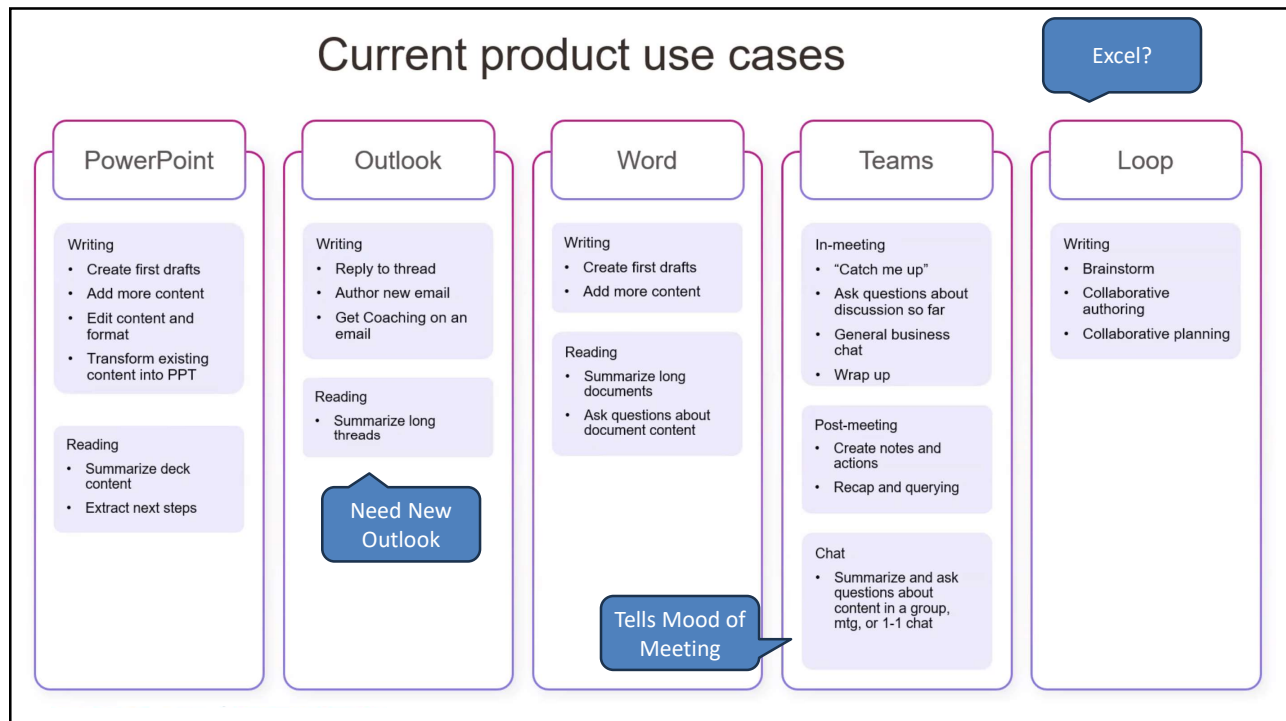 Current product use cases
Excel?
PowerPoint
Writing
• Create first drafts
• Add more content
• Edit content and
format
• Transform existing
content into PPT
Reading
• Summarize deck
content
• Extract next steps
Outlook
Writing
• Reply to thread
• Author new email
• Get Coaching on an
email
Reading
• Summarize long
threads
Need New
Outlook
Word
Writing
• Create first drafts
• Add more content
Reading
• Summarize long
documents
• Ask questions about
document content
Teams
In-meeting
• “Catch me up”
• Ask questions about
discussion so far
• General business
chat
• Wrap up
Post-meeting
• Create notes and
actions
• Recap and querying
Chat
• Summarize and ask
questions about
content in a group,
mtg, or 1-1 chat
Tells Mood of
Meeting
Loop
Writing
• Brainstorm
• Collaborative
authoring
• Collaborative planning